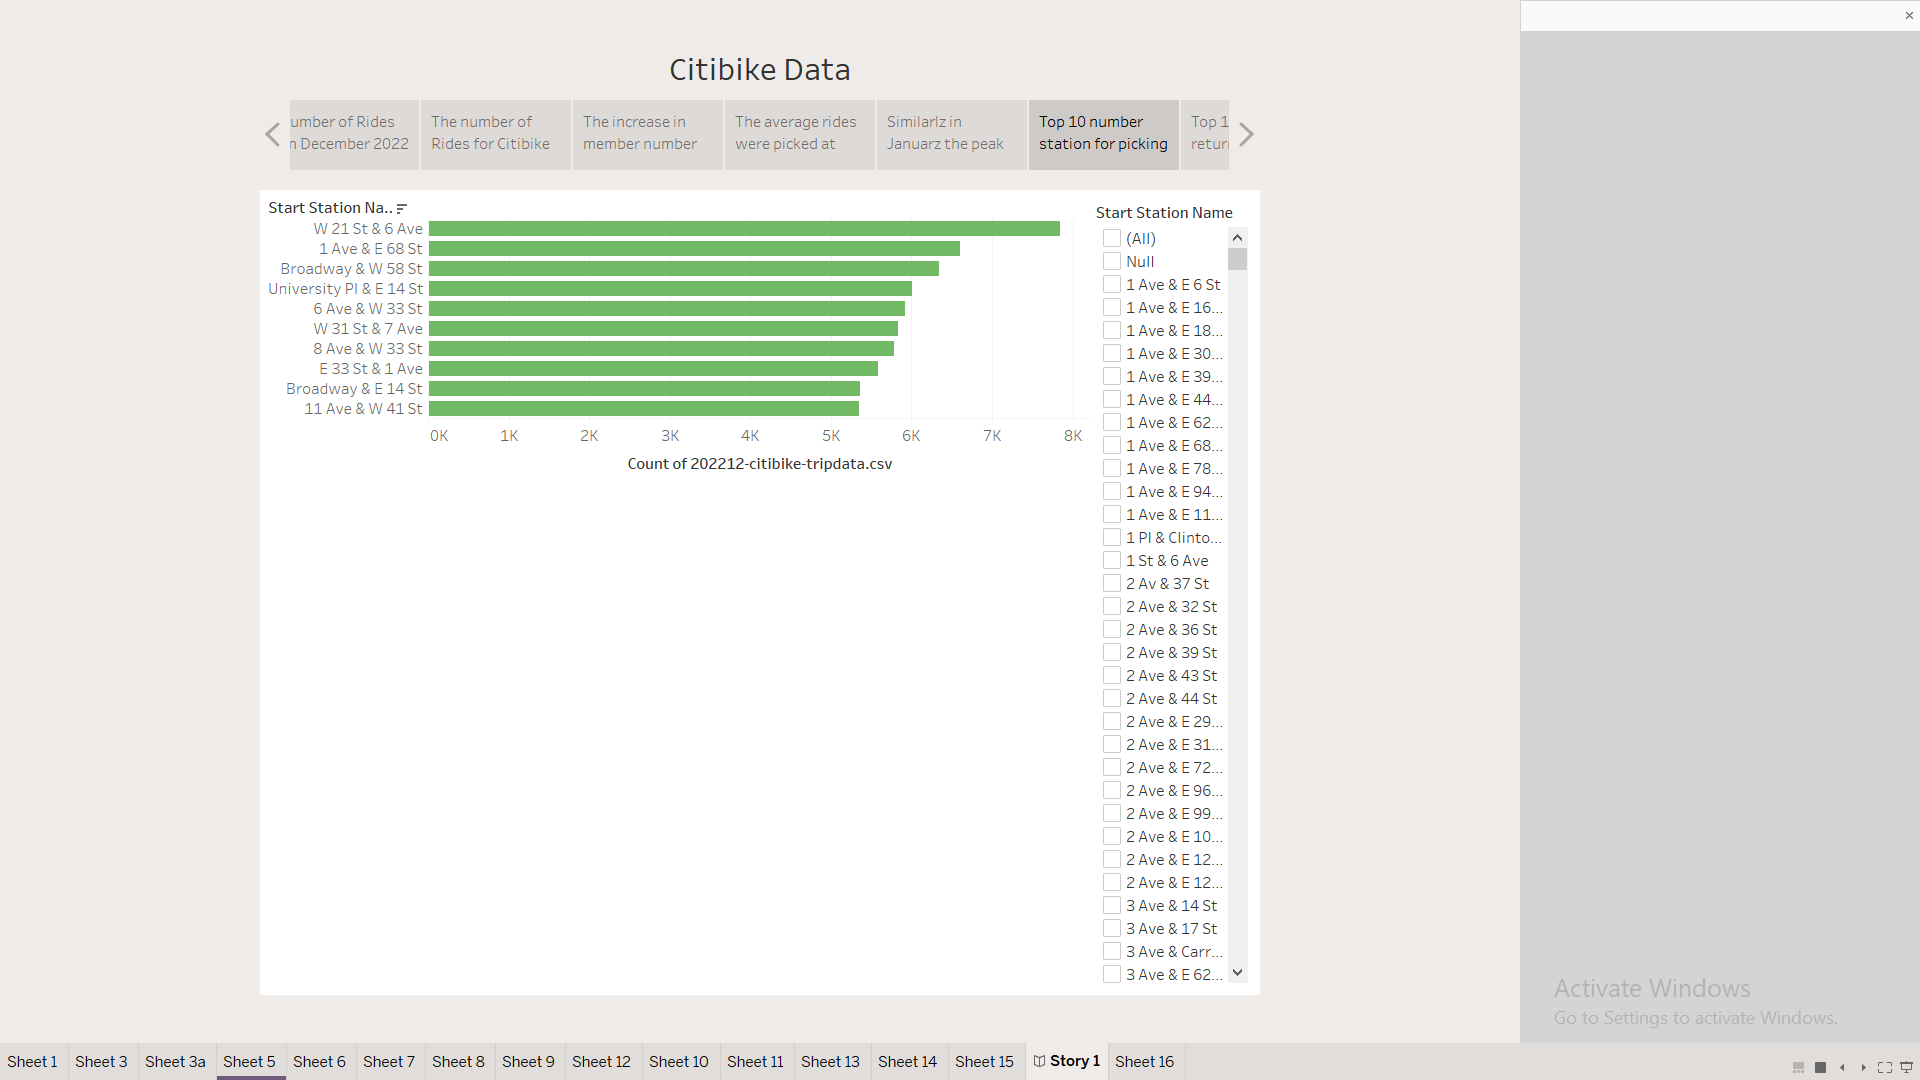 Citibike Data
umber of Rides
n December 2022
The number of
Rides for Citibike
The increase in
member number
The average rides
were picked at
Similarlz in
Januarz the peak
Top 10 number
station for picking
Top 1
retur
Start Station Na..
W 21 St & 6 Ave
1 Ave & E 68 St
Broadway & W 58 St
University Pl & E 14 St
6 Ave & W 33 St
W 31 St & 7 Ave
8 Ave & W 33 St
E 33 St & 1 Ave
Broadway & E 14 St
11 Ave & W 41 St
0K 1K 2K 3K 4K 5K 6K 7K 8K
Count of 202212-citibike-tripdata.csv
Start Station Name
(All)
Null
1 Ave & E 6 St
1 Ave & E 16...
1 Ave & E 18...
1 Ave & E 30...
1 Ave & E 39...
1 Ave & E 44...
1 Ave & E 62...
1 Ave & E 68...
1 Ave & E 78...
1 Ave & E 94...
1 Ave & E 11...
1 Pl & Clinto...
1 St & 6 Ave
2 Av & 37 St
2 Ave & 32 St
2 Ave & 36 St
2 Ave & 39 St
2 Ave & 43 St
2 Ave & 44 St
2 Ave & E 29...
2 Ave & E 31...
2 Ave & E 72...
2 Ave & E 96...
2 Ave & E 99...
2 Ave & E 10...
2 Ave & E 12...
2 Ave & E 12...
3 Ave & 14 St
3 Ave & 17 St
3 Ave & Carr...
3 Ave & E 62...
Activate Windows
Go to Settings to activate Windows.
Sheet 1 Sheet 3 Sheet 3a Sheet 5 Sheet 6 Sheet 7 Sheet 8 Sheet 9 Sheet 12 Sheet 10 Sheet 11 Sheet 13 Sheet 14 Sheet 15 Story 1 Sheet 16